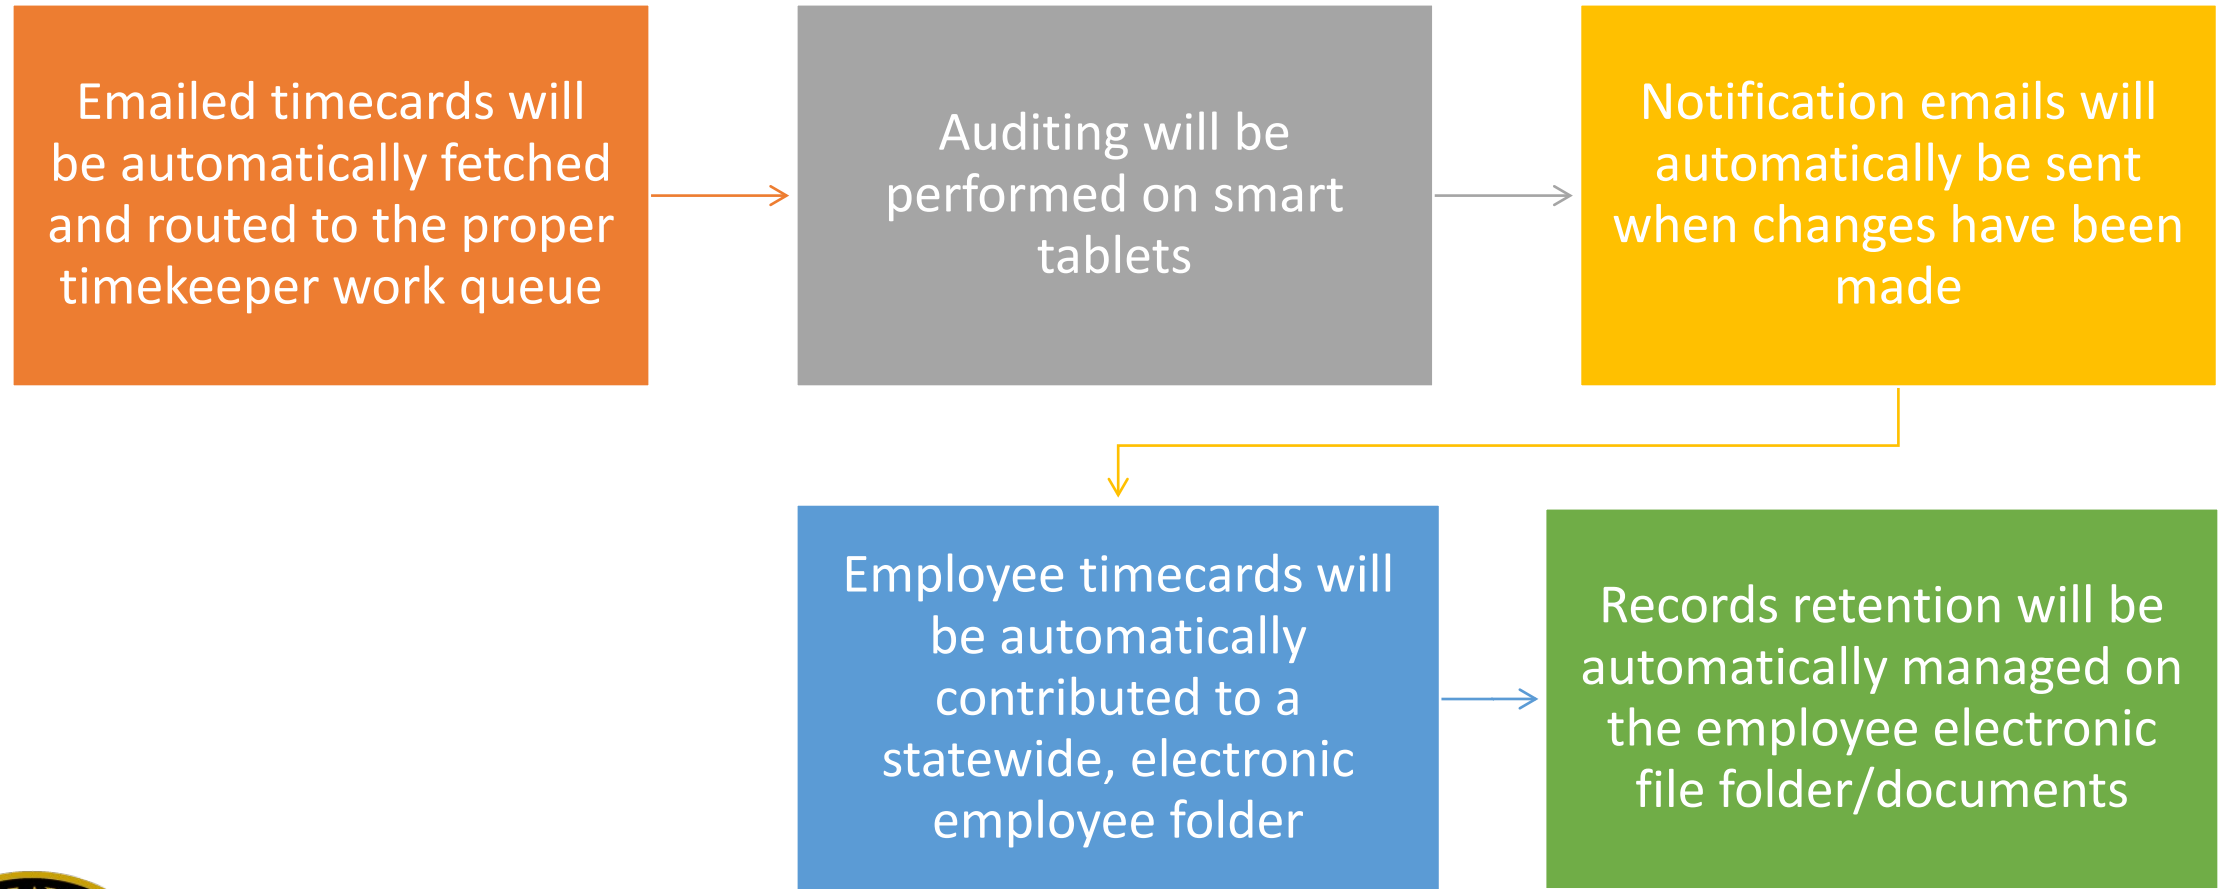 Emailed timecards will
be automatically fetched
and routed to the proper
timekeeper work queue
Auditing will be
performed on smart
tablets
Notification emails will
automatically be sent
when changes have been
made
Employee timecards will
be automatically
contributed to a
statewide, electronic
employee folder
Records retention will be
automatically managed on
the employee electronic
file folder/documents